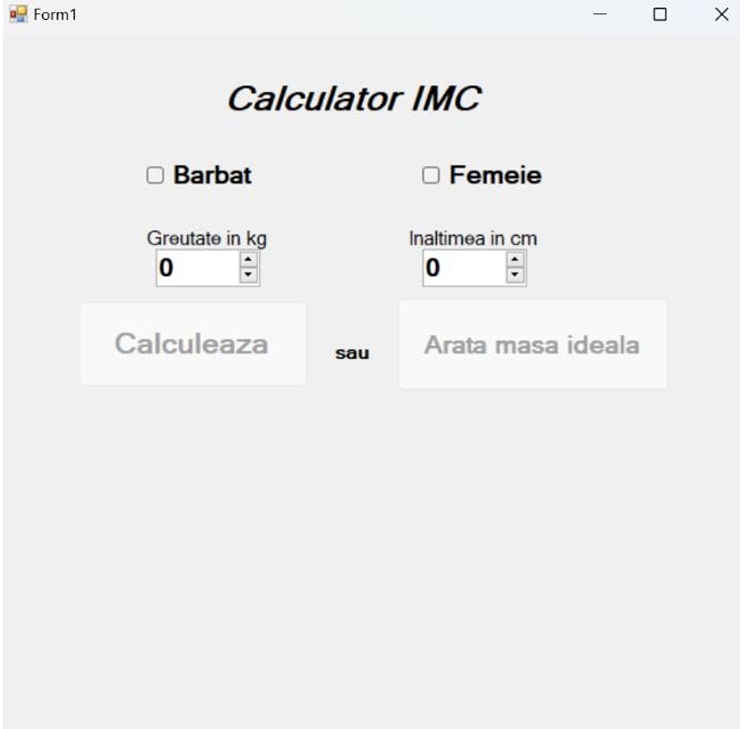 Form1
Calculator IMC
Barbat Femeie
Greutate in kg Inaltimea in cm
0 0
Calculeaza sau Arata masa ideala